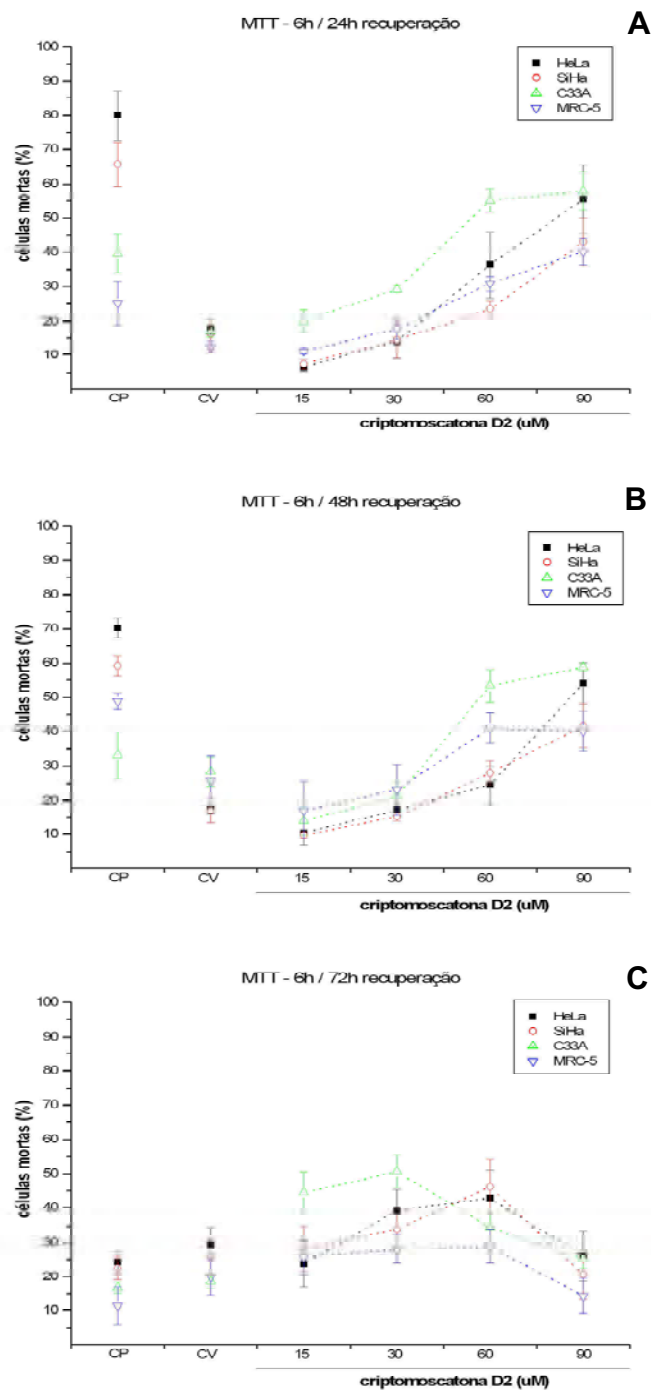 MTT - 6h / 24h recuperação
A
HeLa
SiHa
C33A
MRC-5
células mortas (%)
100
90
80
70
60
50
40
30
20
10
CP
CV
15
30
60
90
criptomoscatona D2 (uM)
MTT - 6h / 48h recuperação
B
HeLa
SiHa
C33A
MRC-5
células mortas (%)
100
90
80
70
60
50
40
30
20
10
CP
CV
15
30
60
90
criptomoscatona D2 (uM)
MTT - 6h / 72h recuperação
C
HeLa
SiHa
C33A
MRC-5
células mortas (%)
100
90
80
70
60
50
40
30
20
10
CP
CV
15
30
60
90
criptomoscatona D2 (uM)